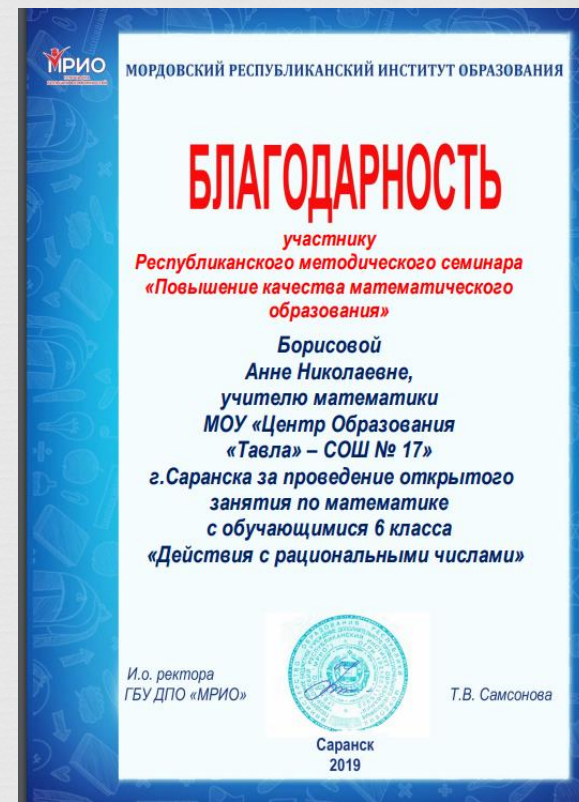 МРИО
МОРДОВСКИЙ РЕСПУБЛИКАНСКИЙ ИНСТИТУТ ОБРАЗОВАНИЯ
БЛАГОДАРНОСТЬ
участнику
Республиканского методического семинара
«Повышение качества математического
образования»
Борисовой
Анне Николаевне,
учителю математики
МОУ «Центр Образования
«Тавла» – СОШ № 17»
г.Саранска за проведение открытого
занятия по математике
с обучающимися 6 класса
«Действия с рациональными числами»
И.о. ректора
ГБУ ДПО «МРИО»
Т.В. Самсонова
Саранск
2019